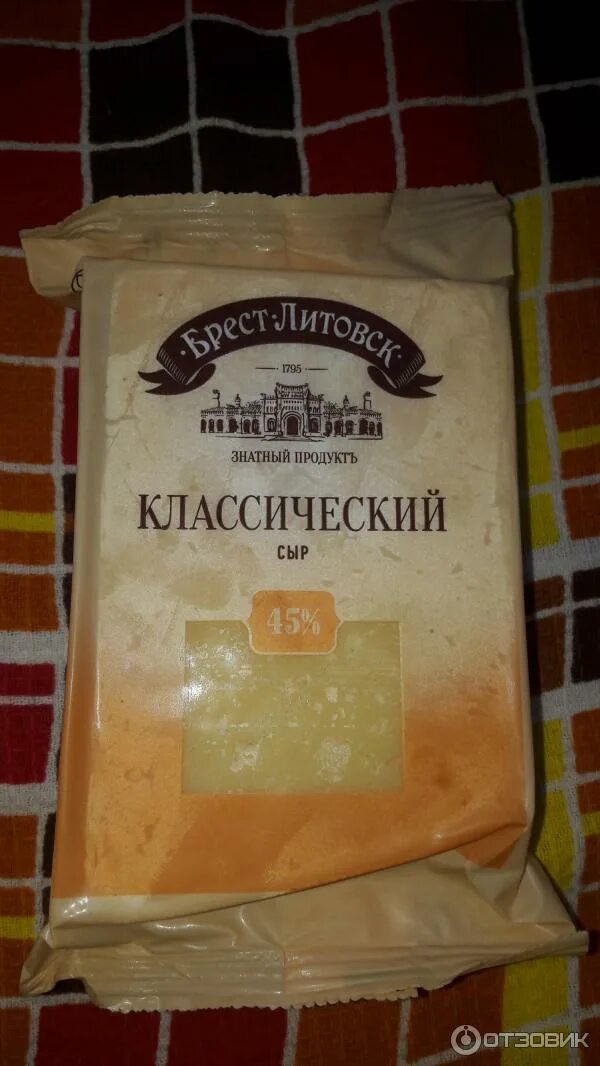 ·Брест·Литовск·
1795
ЗНАТНЫЙ ПРОДУКТЪ
КЛАССИЧЕСКИЙ
СЫР
45%
ОТЗОВИК